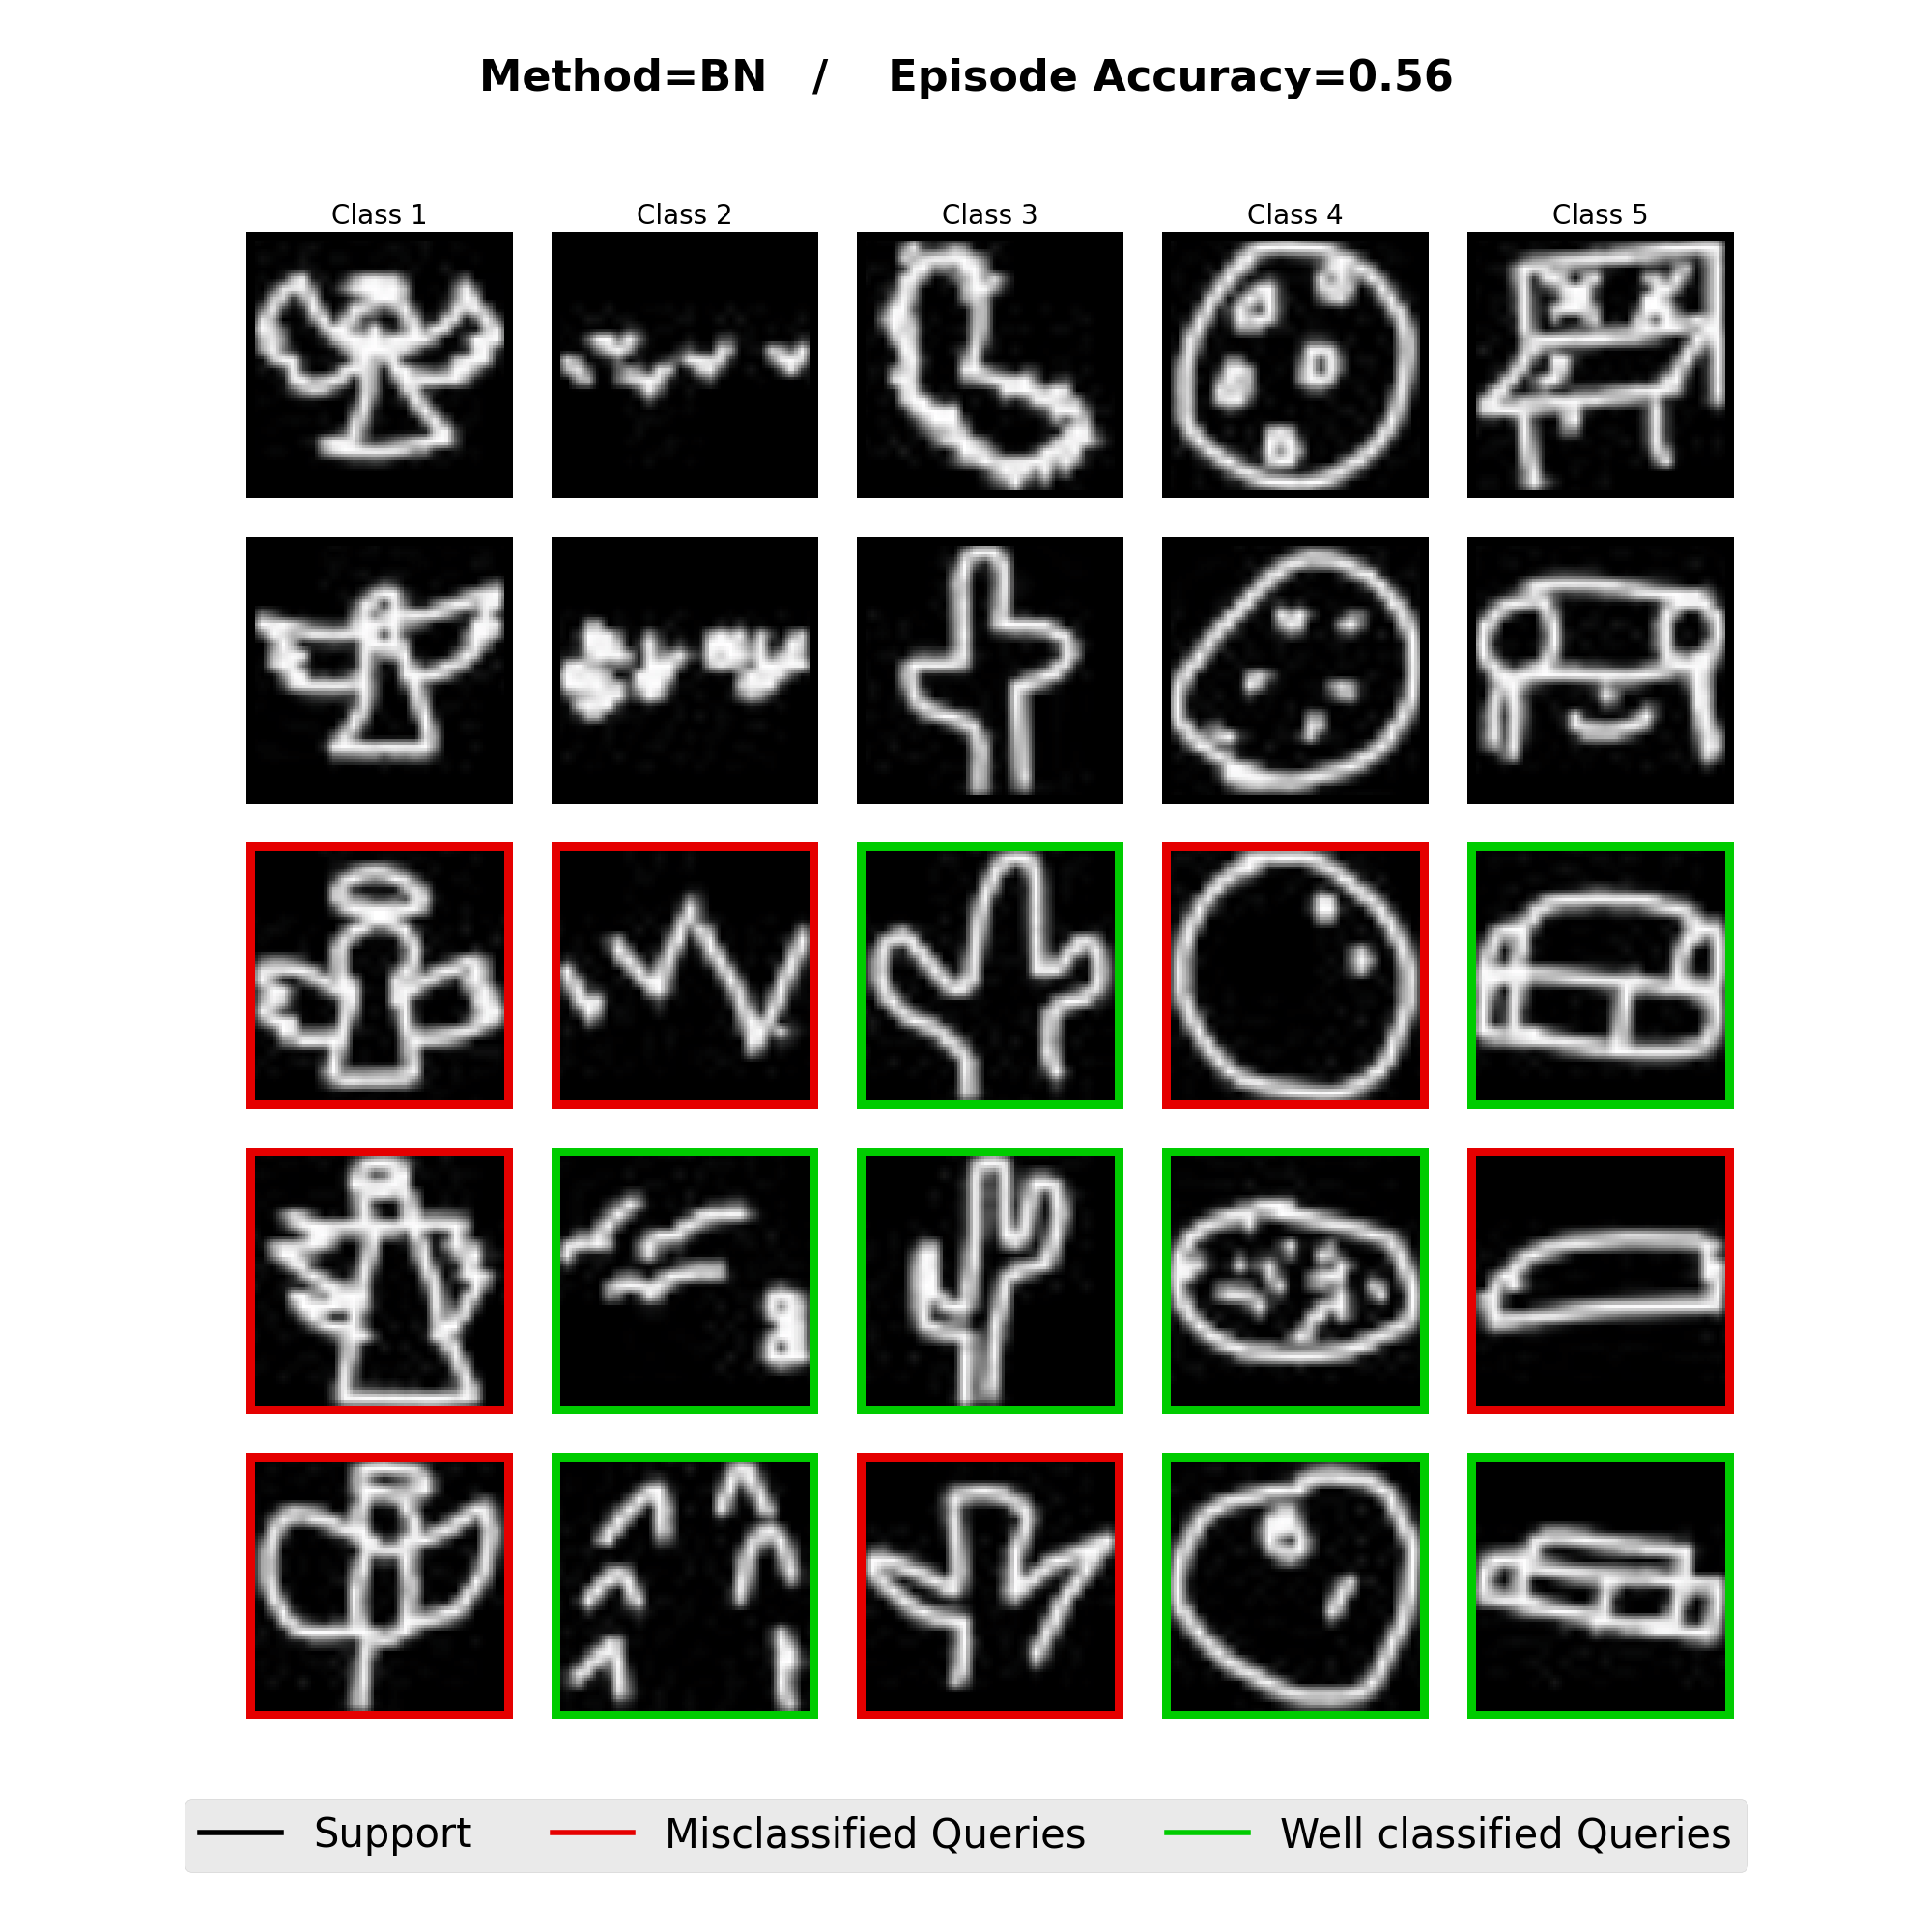 Method=BN / Episode Accuracy=0.56
Class 1 Class 2 Class 3 Class 4 Class 5
Support Misclassified Queries Well classified Queries